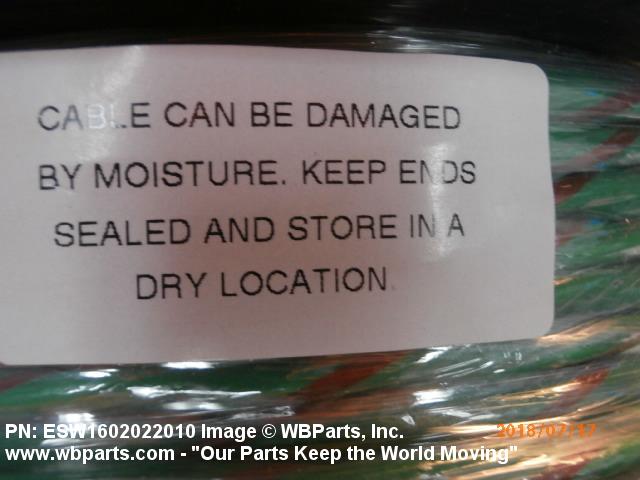 CABLE CAN BE DAMAGED
BY MOISTURE. KEEP ENDS
SEALED AND STORE IN A
DRY LOCATION.
PN: ESW1602022010 Image © WBParts, Inc.
2018/07/17
www.wbparts.com - "Our Parts Keep the World Moving"